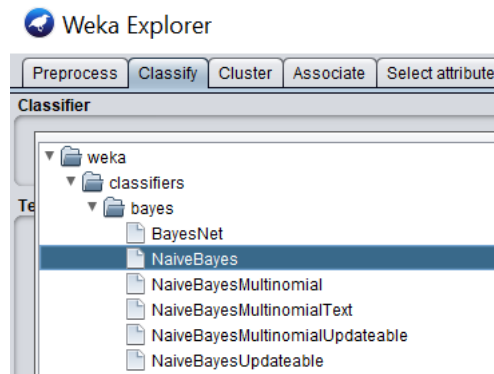 Weka Explorer
Preprocess Classify Cluster Associate Select attribute
Classifier
weka
classifiers
Te
bayes
BayesNet
NaiveBayes
NaiveBayesMultinomial
NaiveBayesMultinomialText
NaiveBayesMultinomialUpdateable
NaiveBayesUpdateable